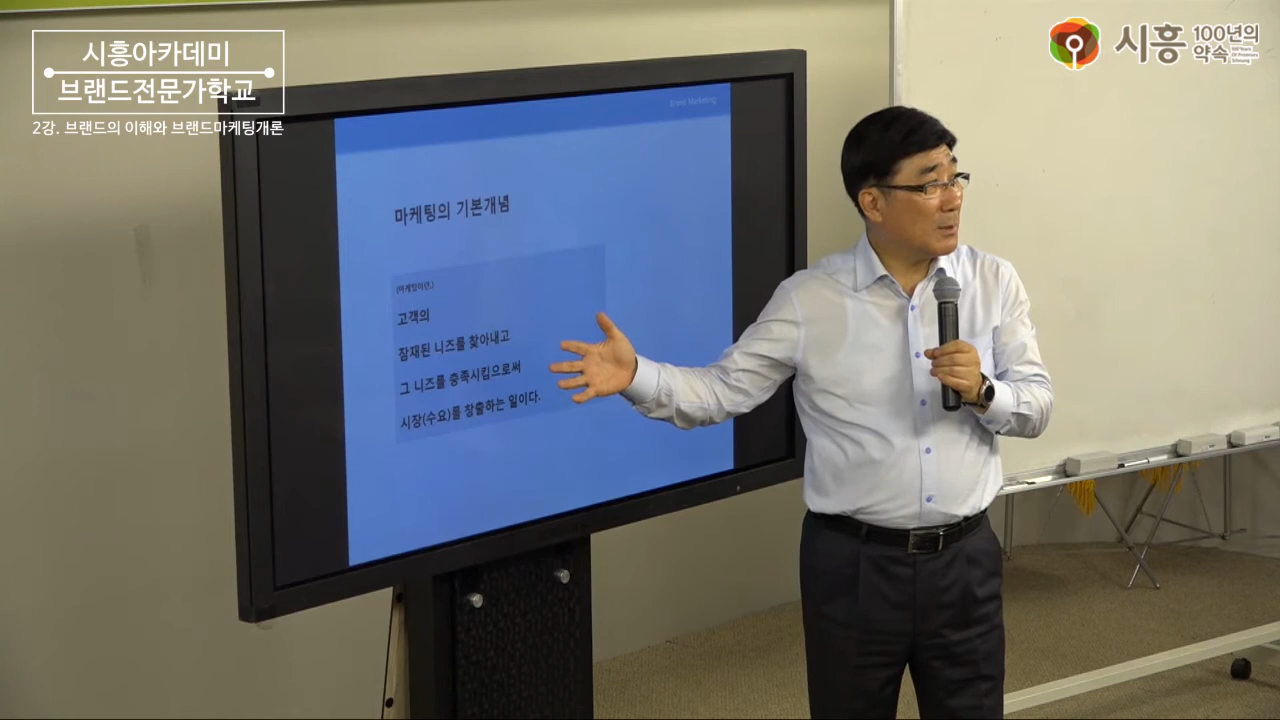 시흥아카데미
브랜드전문가학교
2강. 브랜드의 이해와 브랜드마케팅개론
시흥
100년의
약속
Brand Marketing
마케팅의 기본개념
(마케팅이란,)
고객의
잠재된 니즈를 찾아내고
그 니즈를 충족시킴으로써
시장(수요)를 창출하는 일이다.